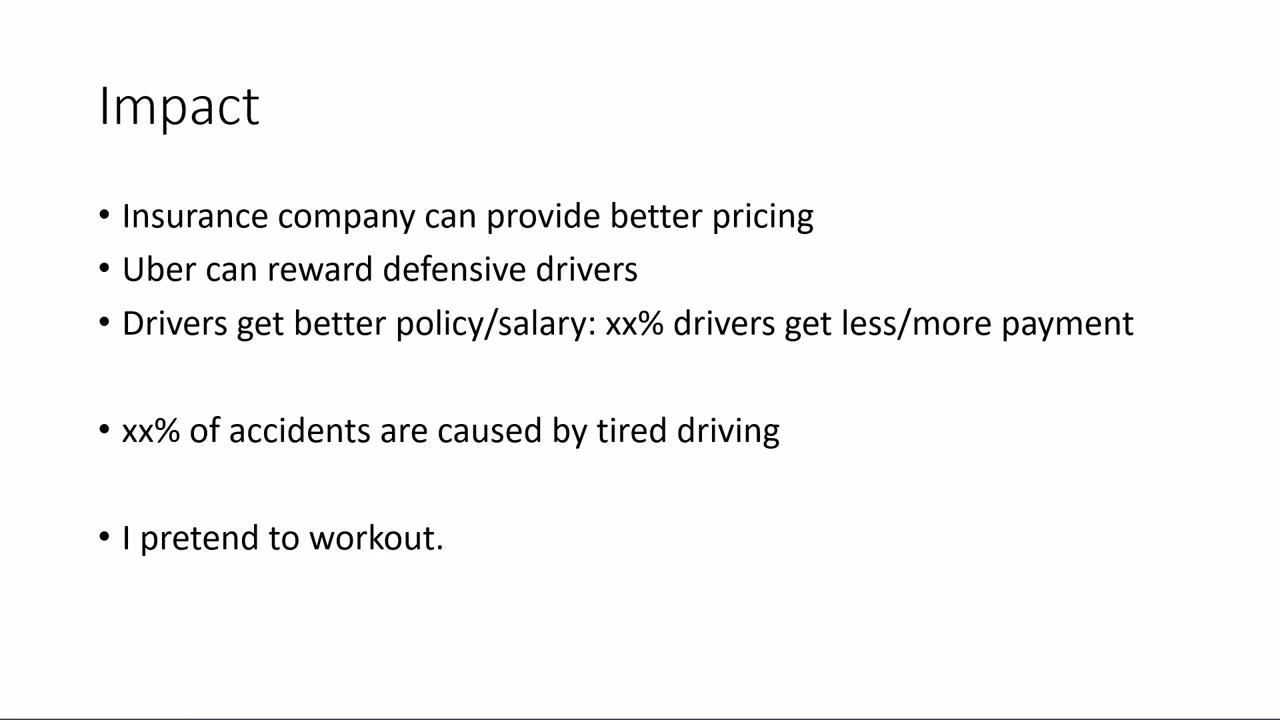 Impact
• Insurance company can provide better pricing
• Uber can reward defensive drivers
• Drivers get better policy/salary: xx% drivers get less/more payment
• xx% of accidents are caused by tired driving
• I pretend to workout.